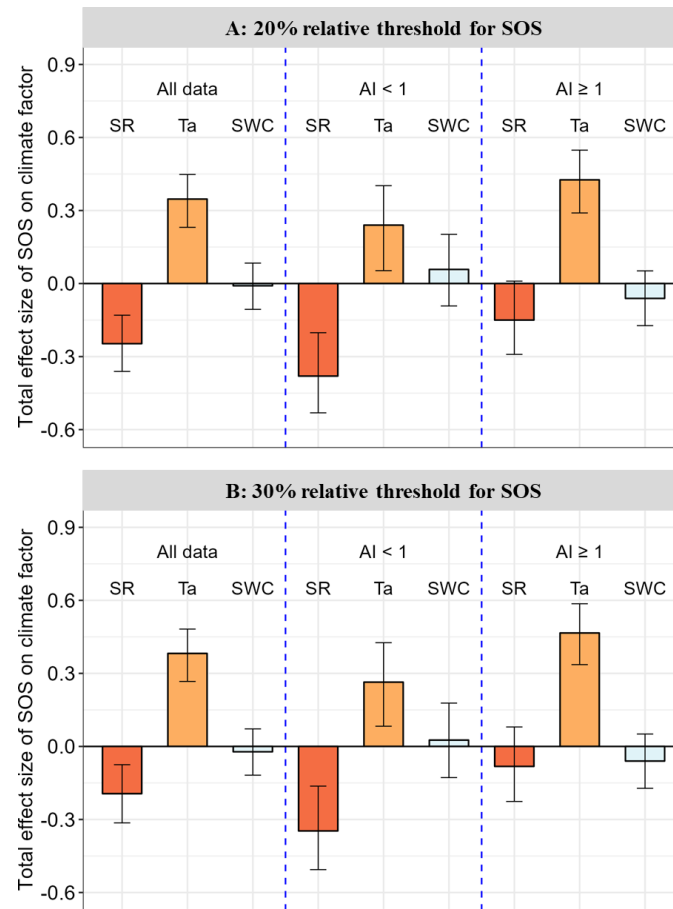 A: 20% relative threshold for SOS
Total effect size of SOS on climate factor
0.9
0.6
0.3
0.0
-0.3
-0.6
All data
AI < 1
AI ≥ 1
SR Ta SWC SR Ta SWC SR Ta SWC
B: 30% relative threshold for SOS
Total effect size of SOS on climate factor
0.9
0.6
0.3
0.0
-0.3
-0.6
All data
AI < 1
AI ≥ 1
SR Ta SWC SR Ta SWC SR Ta SWC